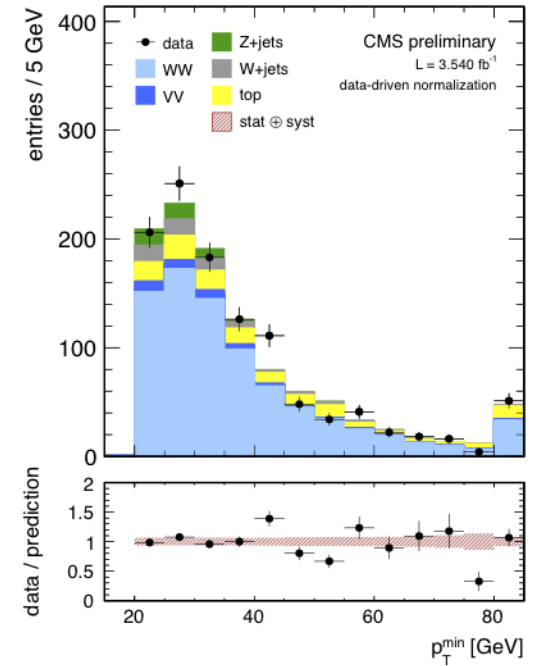 400
300
200
100
0
entries / 5 GeV
data
WW
VV
Z+jets
W+jets
top
stat ⊕ syst
CMS preliminary
L = 3.540 fb⁻¹
data-driven normalization
2
1.5
1
0.5
0
data / prediction
20 40 60 80
p_T^min [GeV]